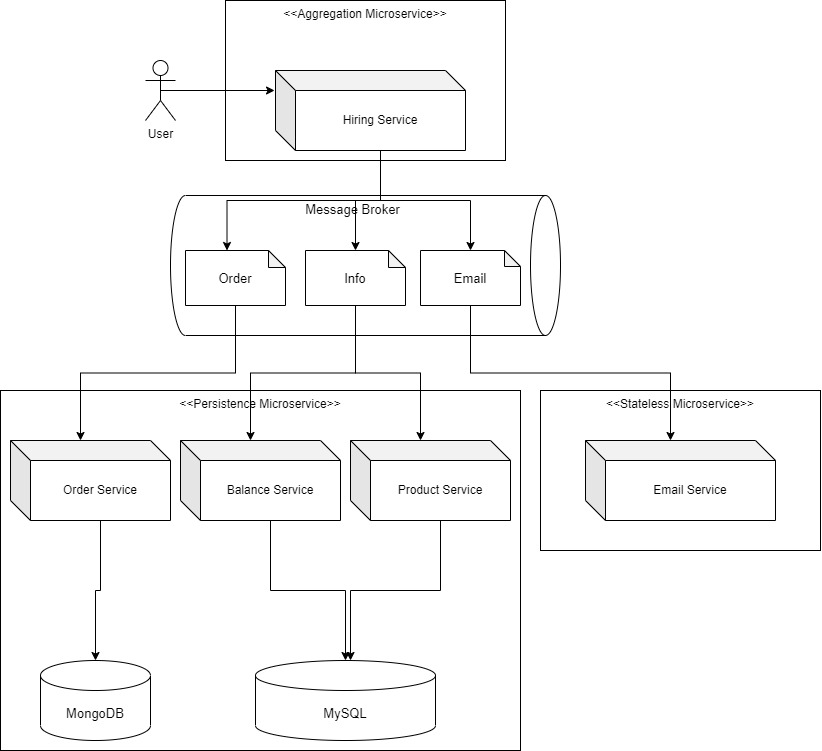 <<Aggregation Microservice>>
Hiring Service
User
Message Broker
Order
Info
Email
<<Persistence Microservice>>
<<Stateless Microservice>>
Order Service
Balance Service
Product Service
Email Service
MongoDB
MySQL